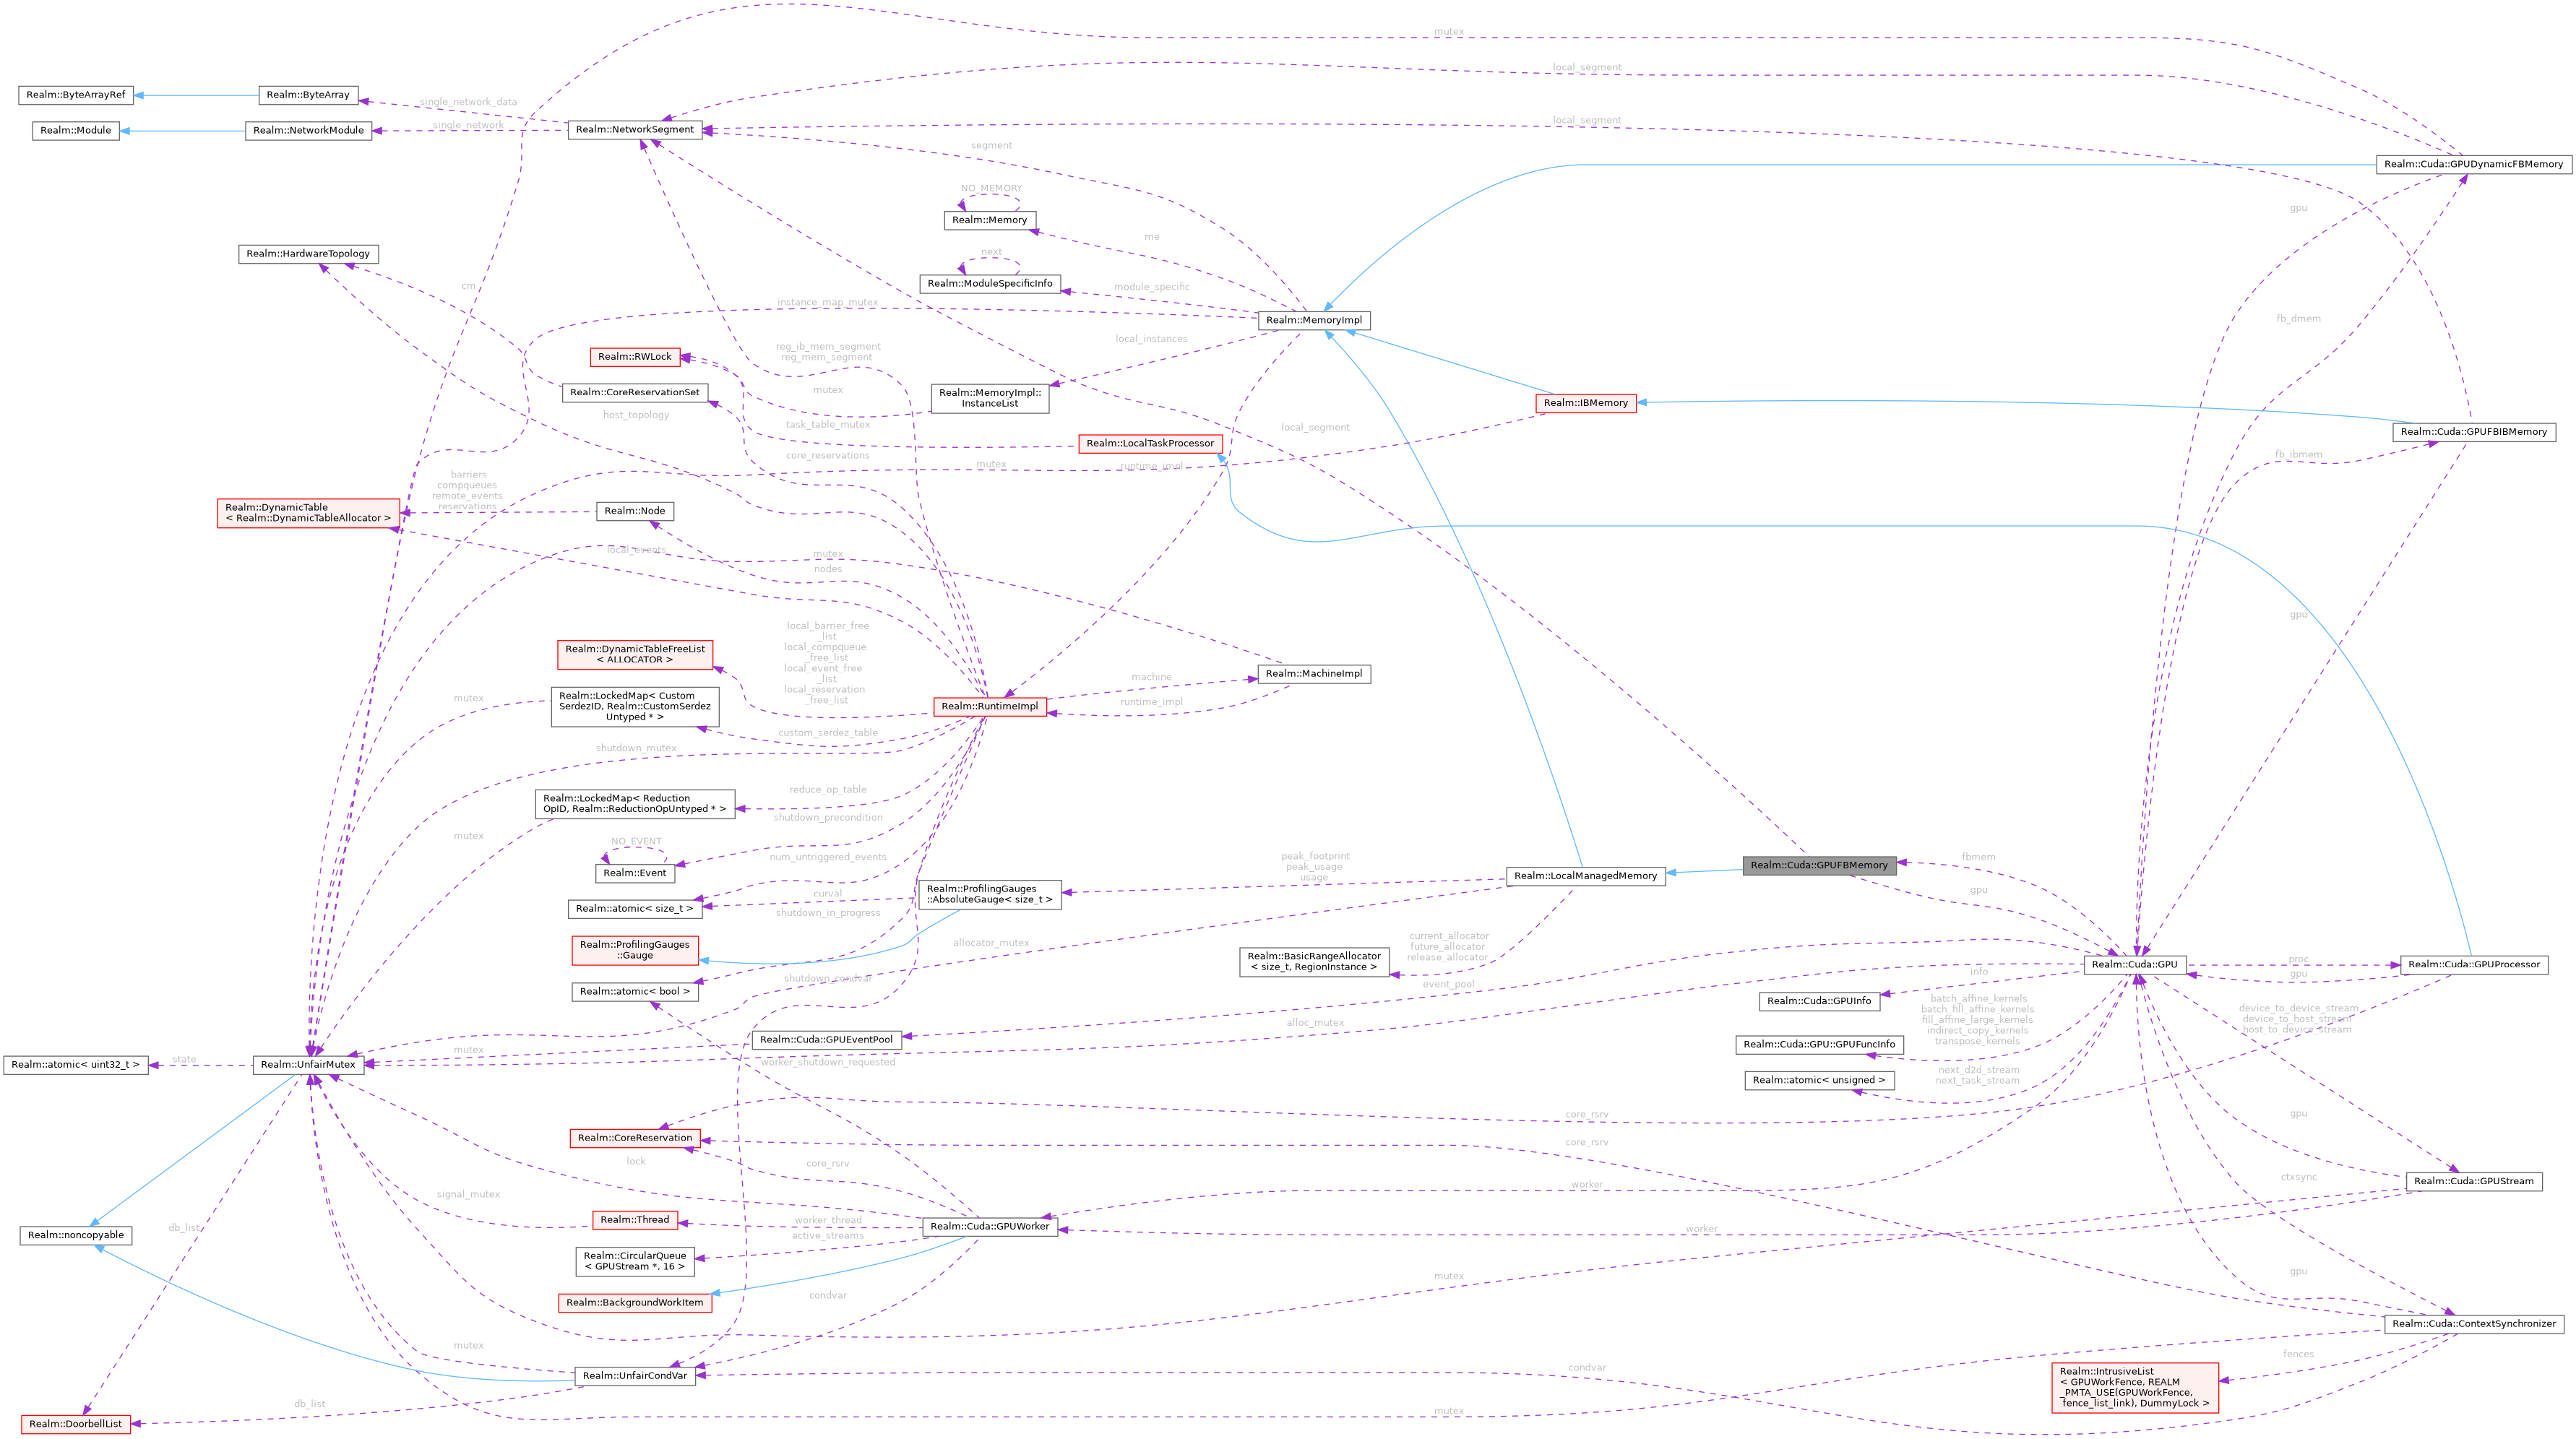 mutex
local_segment
Realm::ByteArrayRef
Realm::ByteArray
single_network_data
local_segment
Realm::Module
Realm::NetworkModule
single_network
Realm::NetworkSegment
segment
Realm::Cuda::GPUDynamicFBMemory
NO_MEMORY
Realm::Memory
gpu
me
Realm::HardwareTopology
next
Realm::ModuleSpecificInfo
cm
module_specific
instance_map_mutex
Realm::MemoryImpl
fb_dmem
local_instances
reg_ib_mem_segment
reg_mem_segment
Realm::RWLock
Realm::CoreReservationSet
mutex
Realm::MemoryImpl::
InstanceList
Realm::IBMemory
host_topology
task_table_mutex
local_segment
Realm::Cuda::GPUFBIBMemory
Realm::LocalTaskProcessor
core_reservations
mutex
runtime_impl
fb_ibmem
barriers
compqueues
remote_events
reservations
Realm::DynamicTable
< Realm::DynamicTableAllocator >
Realm::Node
local_events
mutex
nodes
gpu
local_barrier_free
_list
local_compqueue
_free_list
local_event_free
_list
local_reservation
_free_list
Realm::DynamicTableFreeList
< ALLOCATOR >
Realm::MachineImpl
machine
mutex
Realm::LockedMap< Custom
SerdezID, Realm::CustomSerdez
Untyped * >
Realm::RuntimeImpl
runtime_impl
custom_serdez_table
shutdown_mutex
reduce_op_table
Realm::LockedMap< Reduction
OpID, Realm::ReductionOpUntyped * >
shutdown_precondition
mutex
NO_EVENT
Realm::Event
num_untriggered_events
peak_footprint
peak_usage
usage
Realm::LocalManagedMemory
Realm::Cuda::GPUFBMemory
fbmem
gpu
curval
Realm::ProfilingGauges
::AbsoluteGauge< size_t >
Realm::atomic< size_t >
shutdown_in_progress
Realm::ProfilingGauges
::Gauge
allocator_mutex
current_allocator
future_allocator
release_allocator
Realm::BasicRangeAllocator
< size_t, RegionInstance >
Realm::Cuda::GPU
proc
gpu
Realm::Cuda::GPUProcessor
shutdown_condvar
event_pool
info
Realm::atomic< bool >
Realm::Cuda::GPUInfo
batch_affine_kernels
batch_fill_affine_kernels
fill_affine_large_kernels
indirect_copy_kernels
transpose_kernels
device_to_device_stream
device_to_host_stream
host_to_device_stream
alloc_mutex
Realm::Cuda::GPUEventPool
Realm::Cuda::GPU::GPUFuncInfo
mutex
state
Realm::atomic< uint32_t >
Realm::UnfairMutex
worker_shutdown_requested
next_d2d_stream
next_task_stream
Realm::atomic< unsigned >
core_rsrv
gpu
Realm::CoreReservation
core_rsrv
lock
core_rsrv
ctxsync
Realm::Cuda::GPUStream
worker
signal_mutex
Realm::Thread
worker_thread
Realm::Cuda::GPUWorker
worker
db_list
Realm::noncopyable
active_streams
Realm::CircularQueue
< GPUStream *, 16 >
mutex
gpu
Realm::BackgroundWorkItem
condvar
Realm::Cuda::ContextSynchronizer
mutex
fences
condvar
Realm::UnfairCondVar
Realm::IntrusiveList
< GPUWorkFence, REALM
_PMTA_USE(GPUWorkFence,
fence_list_link), DummyLock >
db_list
mutex
Realm::DoorbellList